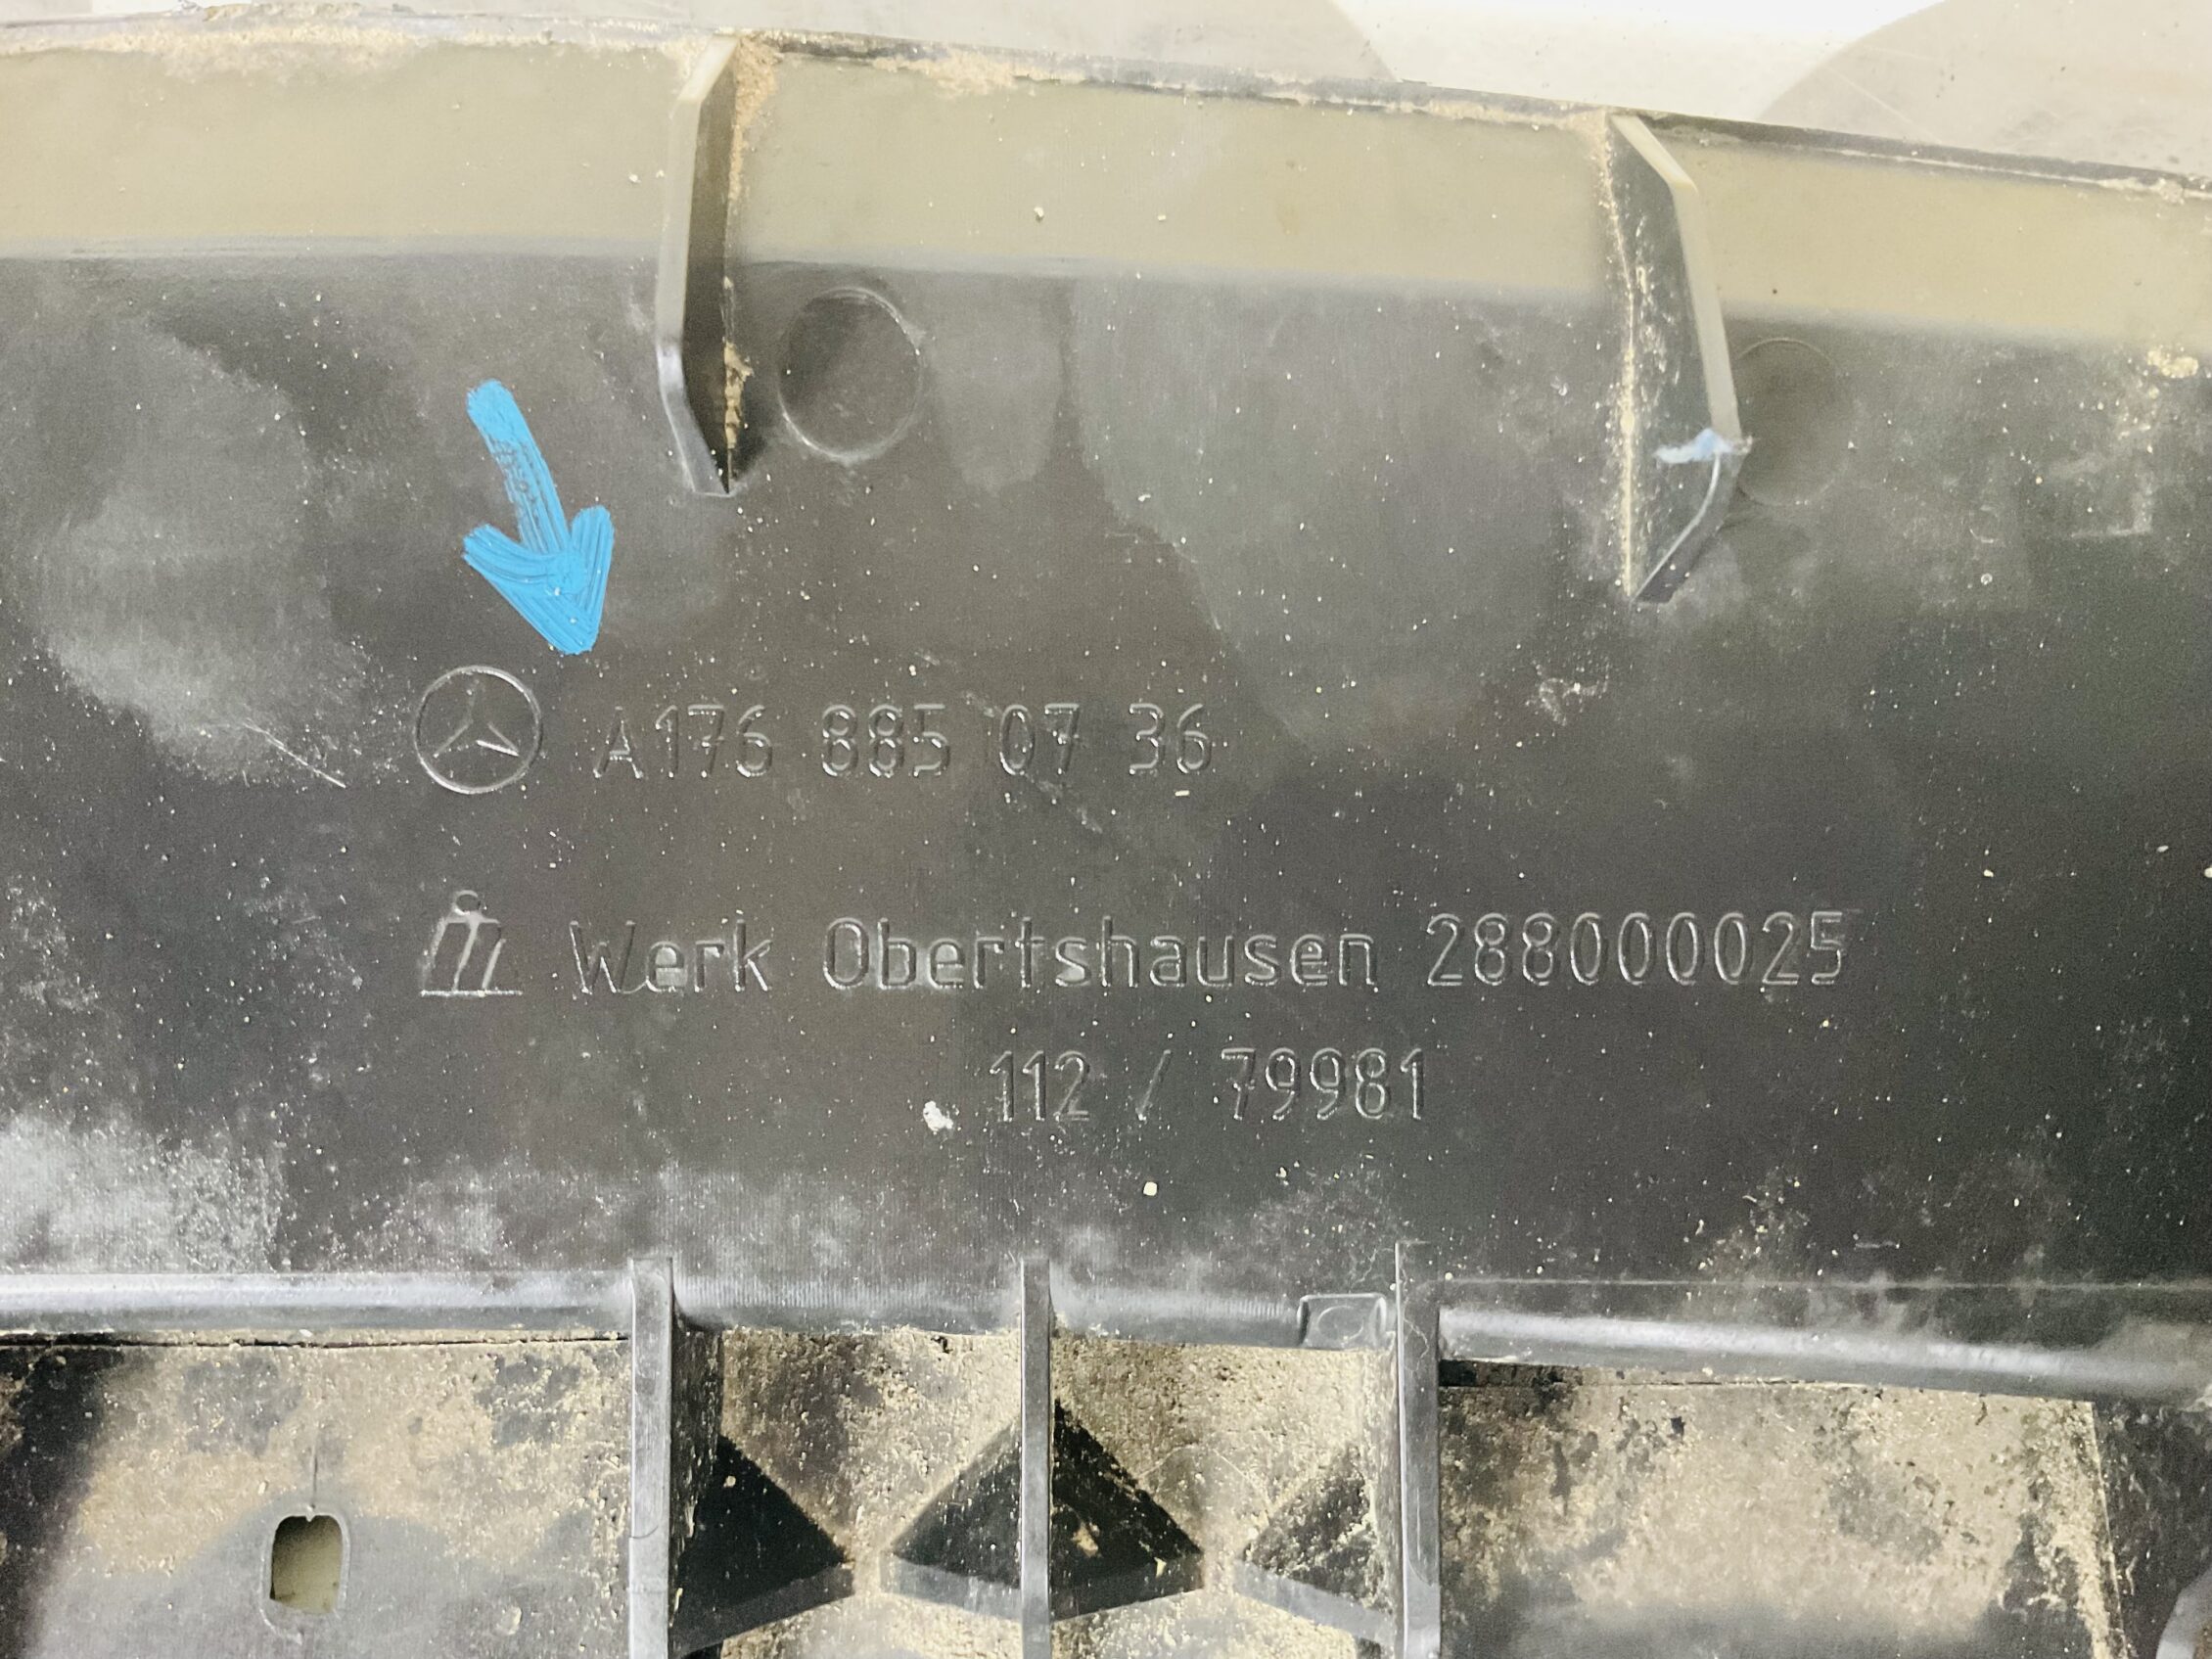 A176 885 07 36
Werk Obertshausen 288000025
112 / 79981